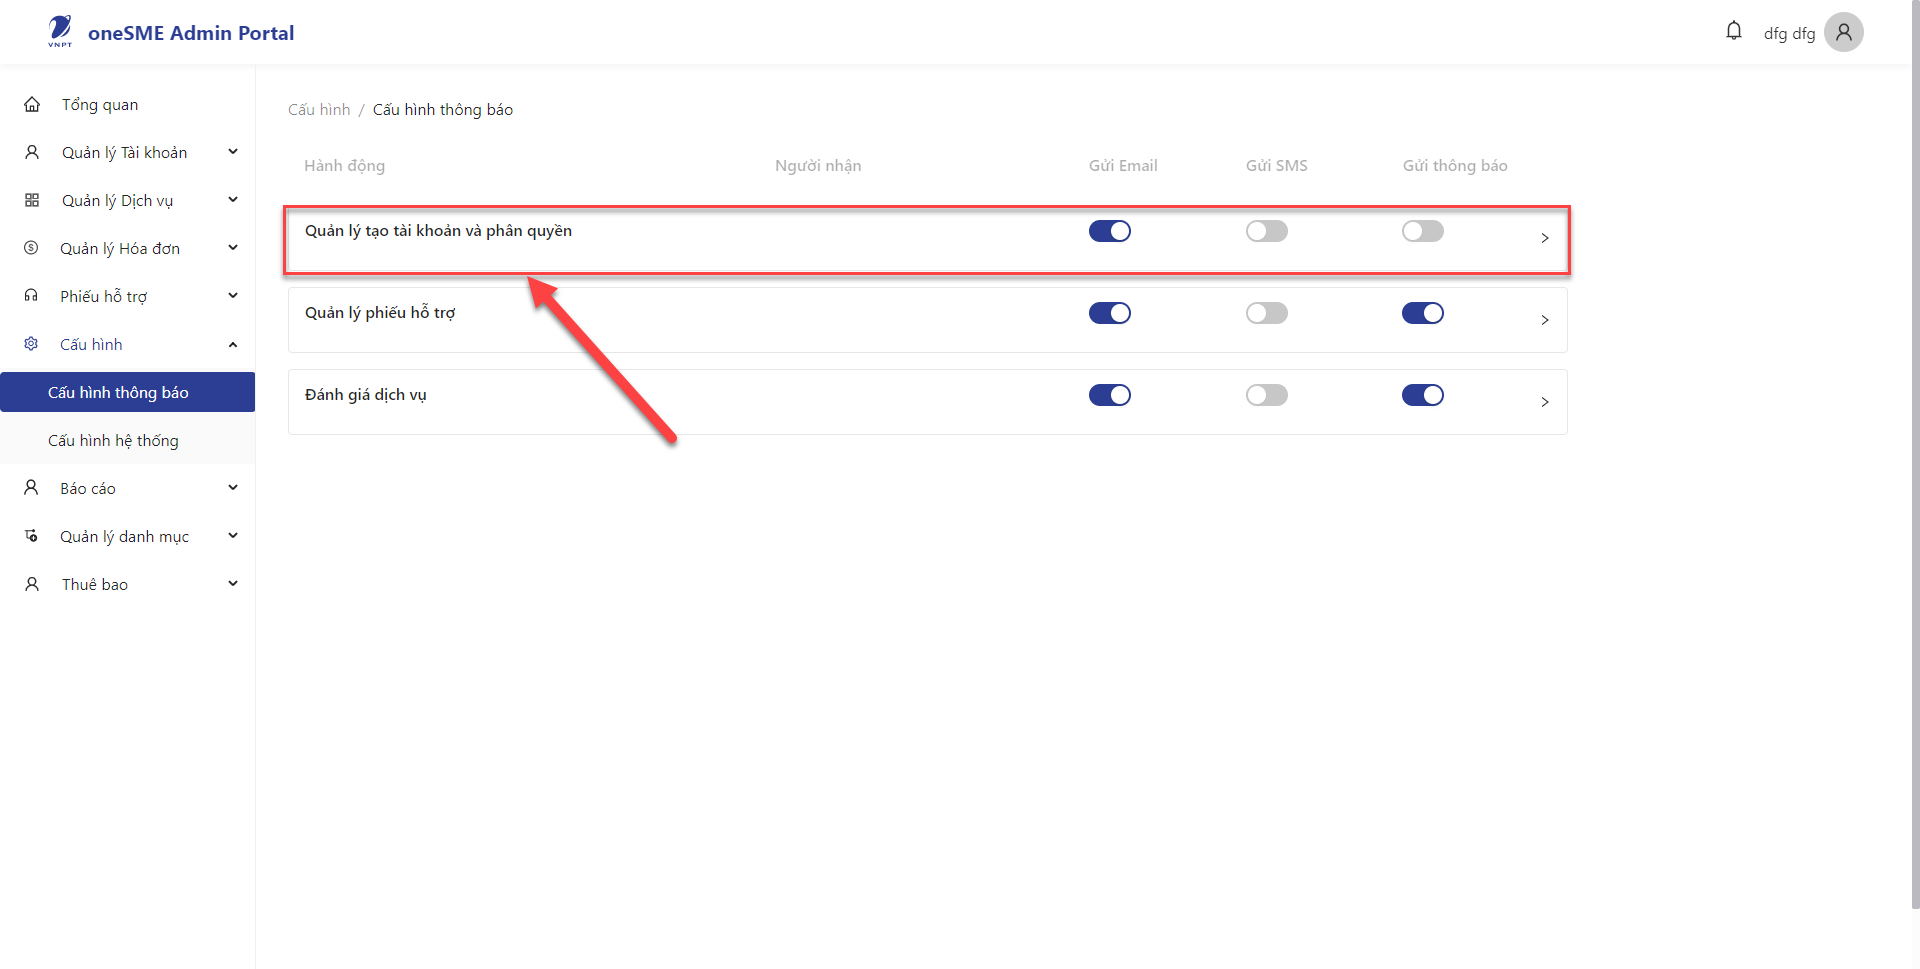 VNPT
oneSME Admin Portal
dfg dfg
Tổng quan
Quản lý Tài khoản
Quản lý Dịch vụ
Quản lý Hóa đơn
Phiếu hỗ trợ
Cấu hình
Cấu hình thông báo
Cấu hình hệ thống
Báo cáo
Quản lý danh mục
Thuê bao
Cấu hình / Cấu hình thông báo
Hành động Người nhận Gửi Email Gửi SMS Gửi thông báo
Quản lý tạo tài khoản và phân quyền
Quản lý phiếu hỗ trợ
Đánh giá dịch vụ